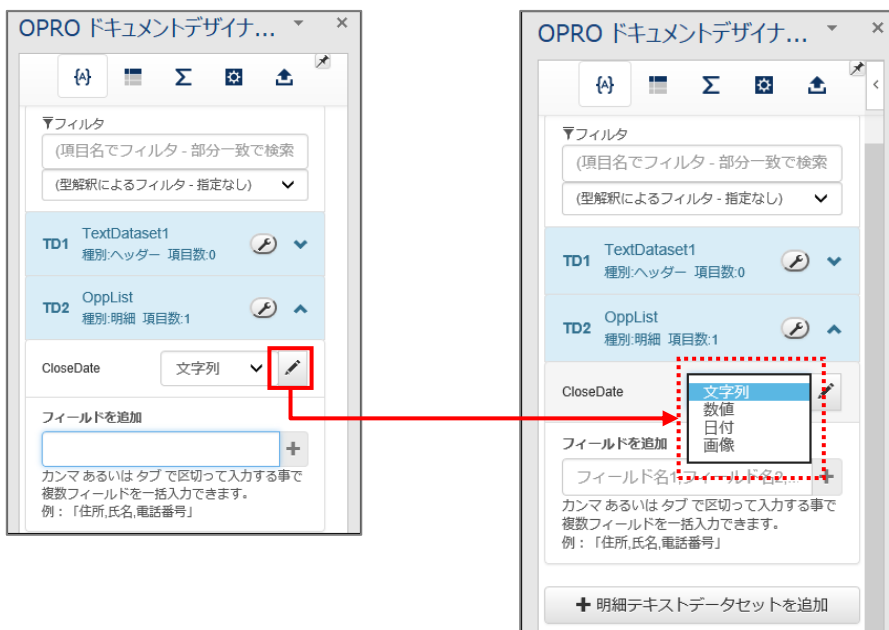 OPRO ドキュメントデザイナ...
{A}
▼フィルタ
(項目名でフィルタ - 部分一致で検索
(型解釈によるフィルタ - 指定なし)
TD1
TextDataset1
種別:ヘッダー 項目数:0
TD2
OppList
種別:明細 項目数:1
CloseDate
文字列
フィールドを追加
カンマ あるいは タブ で区切って入力する事で
複数フィールドを一括入力できます。
例：「住所,氏名,電話番号」
OPRO ドキュメントデザイナ...
{A}
▼フィルタ
(項目名でフィルタ - 部分一致で検索
(型解釈によるフィルタ - 指定なし)
TD1
TextDataset1
種別:ヘッダー 項目数:0
TD2
OppList
種別:明細 項目数:1
CloseDate
文字列
数値
日付
画像
フィールドを追加
フィールド名1,フィールド名2,...
カンマ あるいは タブ で区切って入力する事で
複数フィールドを一括入力できます。
例：「住所,氏名,電話番号」
+ 明細テキストデータセットを追加